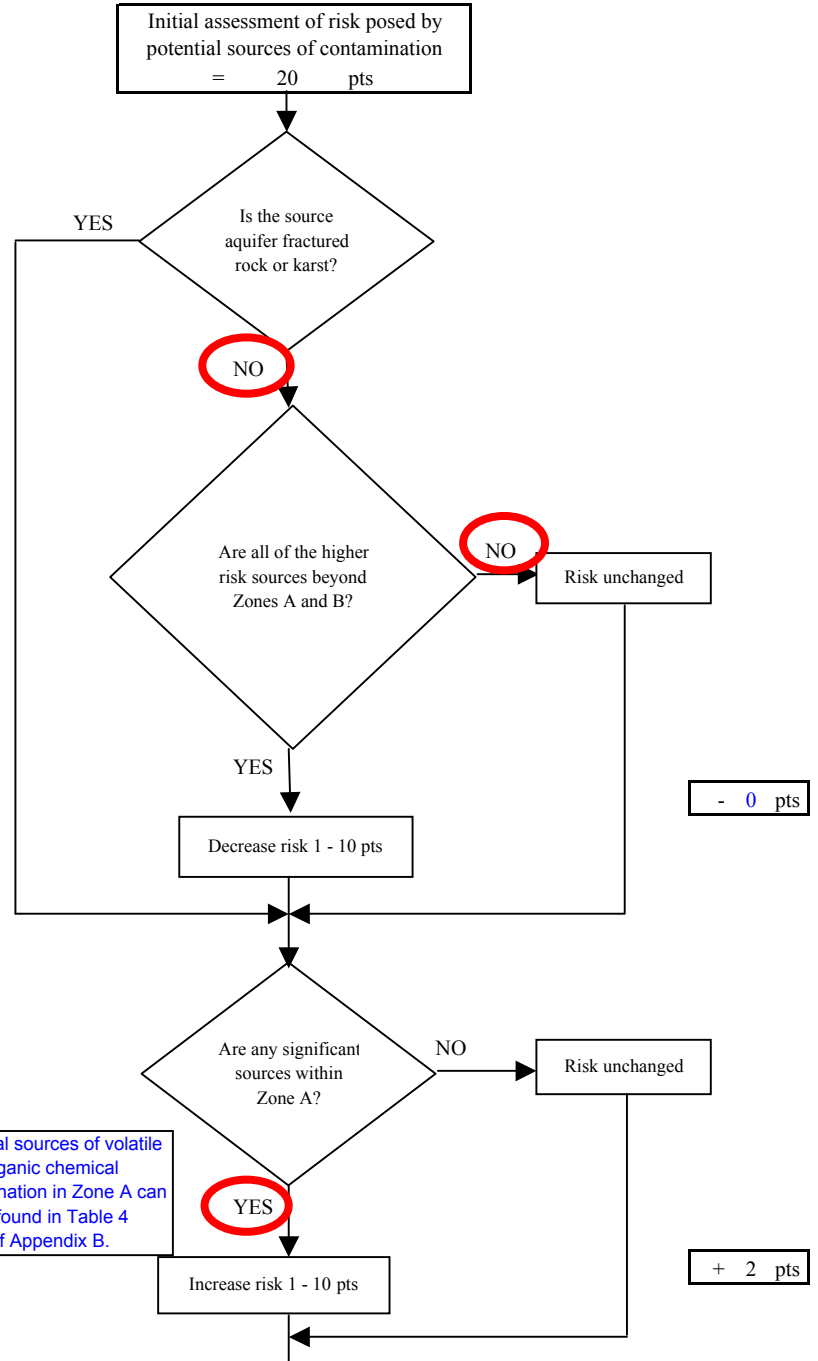 Initial assessment of risk posed by
potential sources of contamination
= 20 pts
YES
Is the source
aquifer fractured
rock or karst?
NO
Are all of the higher
risk sources beyond
Zones A and B?
NO
Risk unchanged
YES
- 0 pts
Decrease risk 1 - 10 pts
Are any significant
sources within
Zone A?
NO
Risk unchanged
al sources of volatile
ganic chemical
nation in Zone A can
found in Table 4
f Appendix B.
YES
Increase risk 1 - 10 pts
+ 2 pts